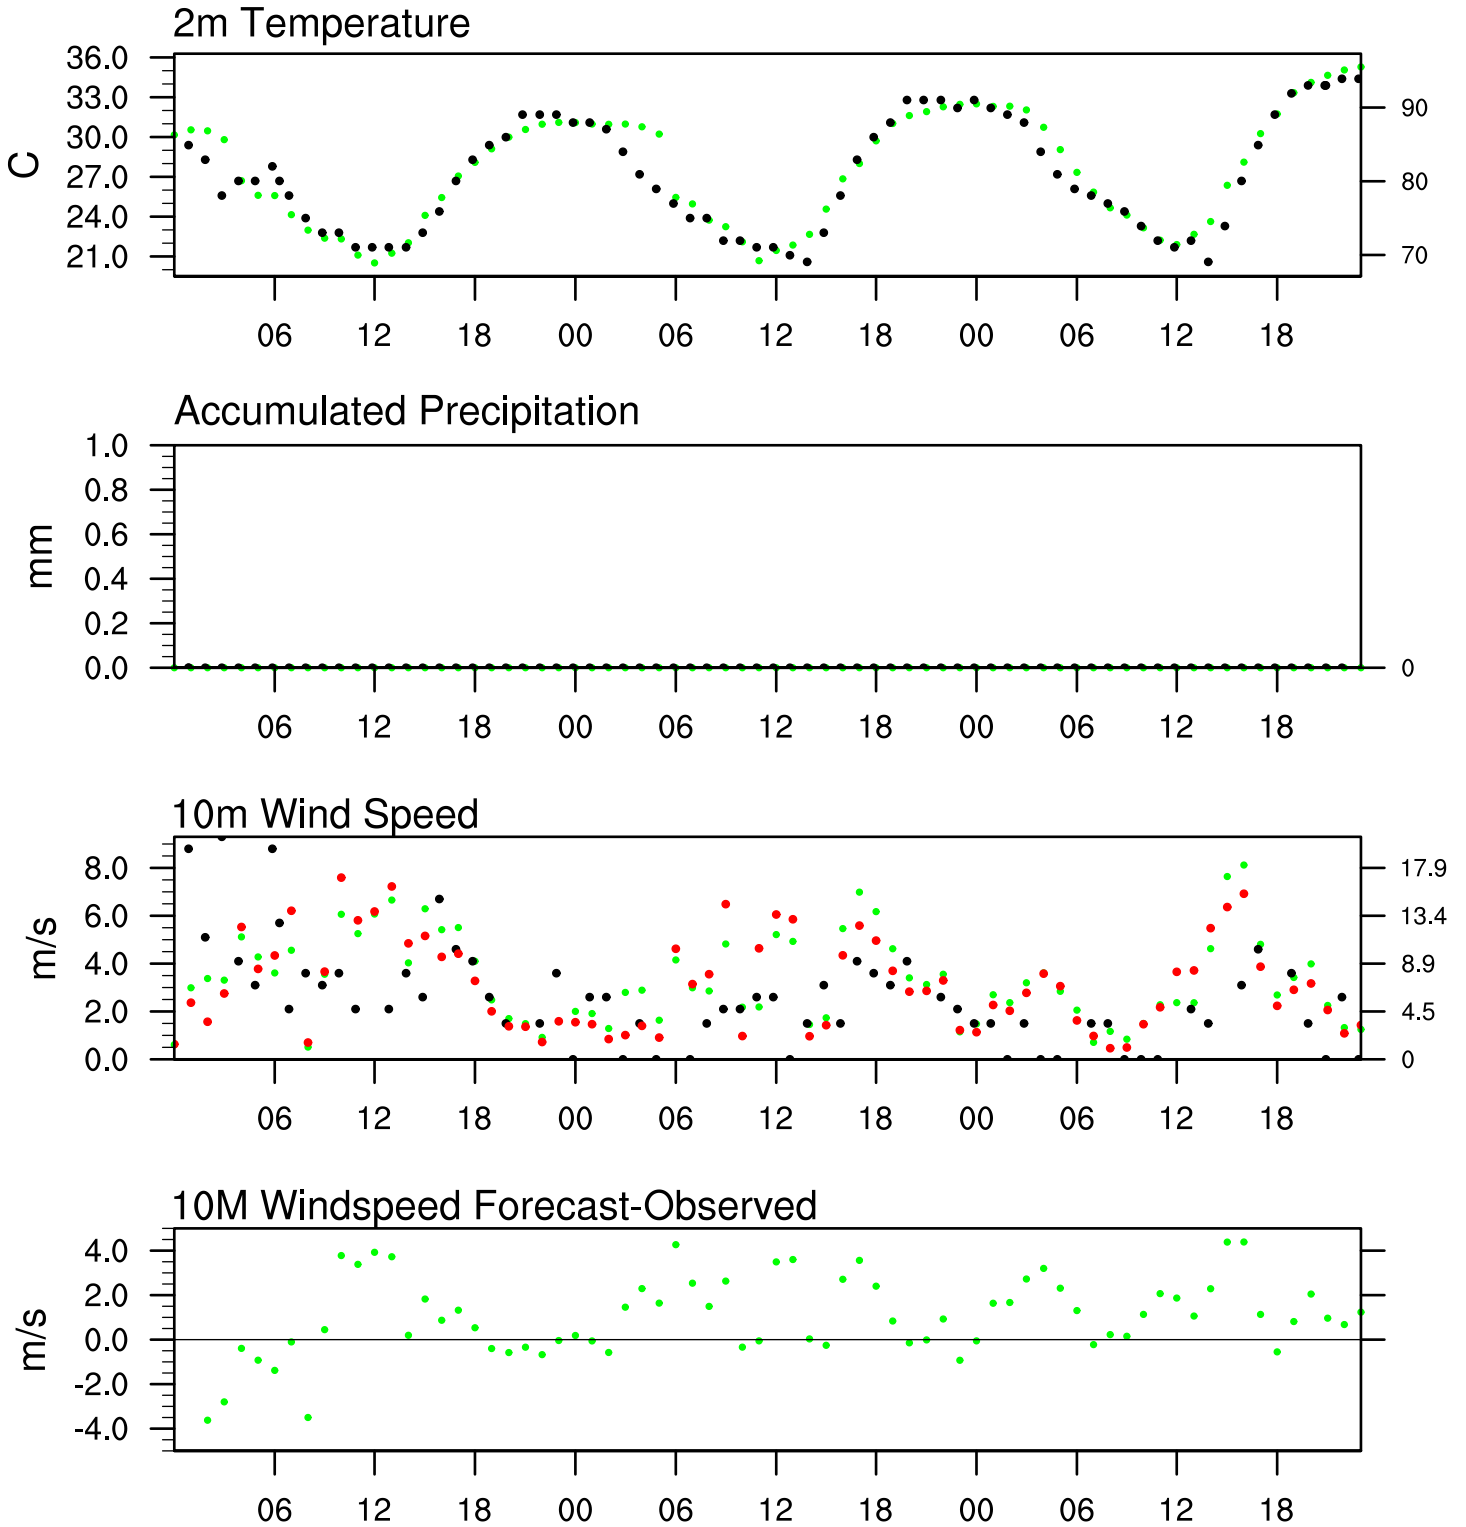 2m Temperature
36.0
33.0
30.0
27.0
24.0
21.0
C
90
80
70
06 12 18 00 06 12 18 00 06 12 18
Accumulated Precipitation
1.0
0.8
0.6
0.4
0.2
0.0
mm
0
06 12 18 00 06 12 18 00 06 12 18
10m Wind Speed
8.0
6.0
4.0
2.0
0.0
m/s
17.9
13.4
8.9
4.5
0
06 12 18 00 06 12 18 00 06 12 18
10M Windspeed Forecast-Observed
4.0
2.0
0.0
-2.0
-4.0
m/s
06 12 18 00 06 12 18 00 06 12 18